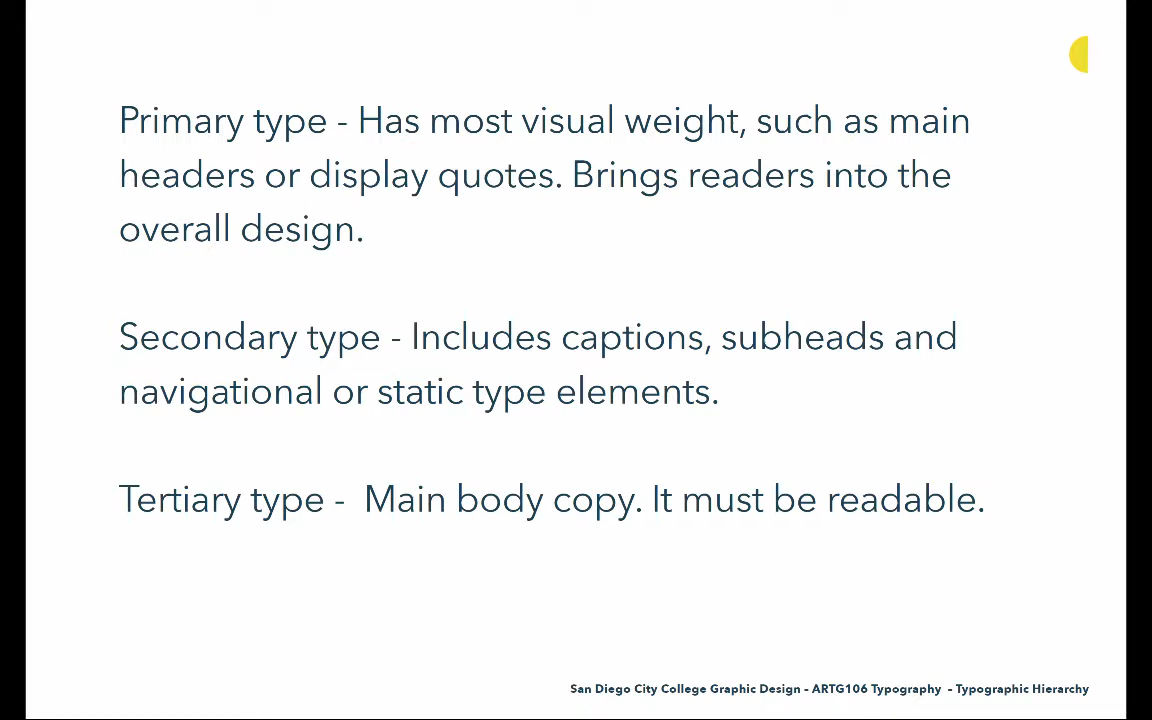 Primary type - Has most visual weight, such as main
headers or display quotes. Brings readers into the
overall design.
Secondary type - Includes captions, subheads and
navigational or static type elements.
Tertiary type -  Main body copy. It must be readable.
San Diego City College Graphic Design – ARTG106 Typography  – Typographic Hierarchy